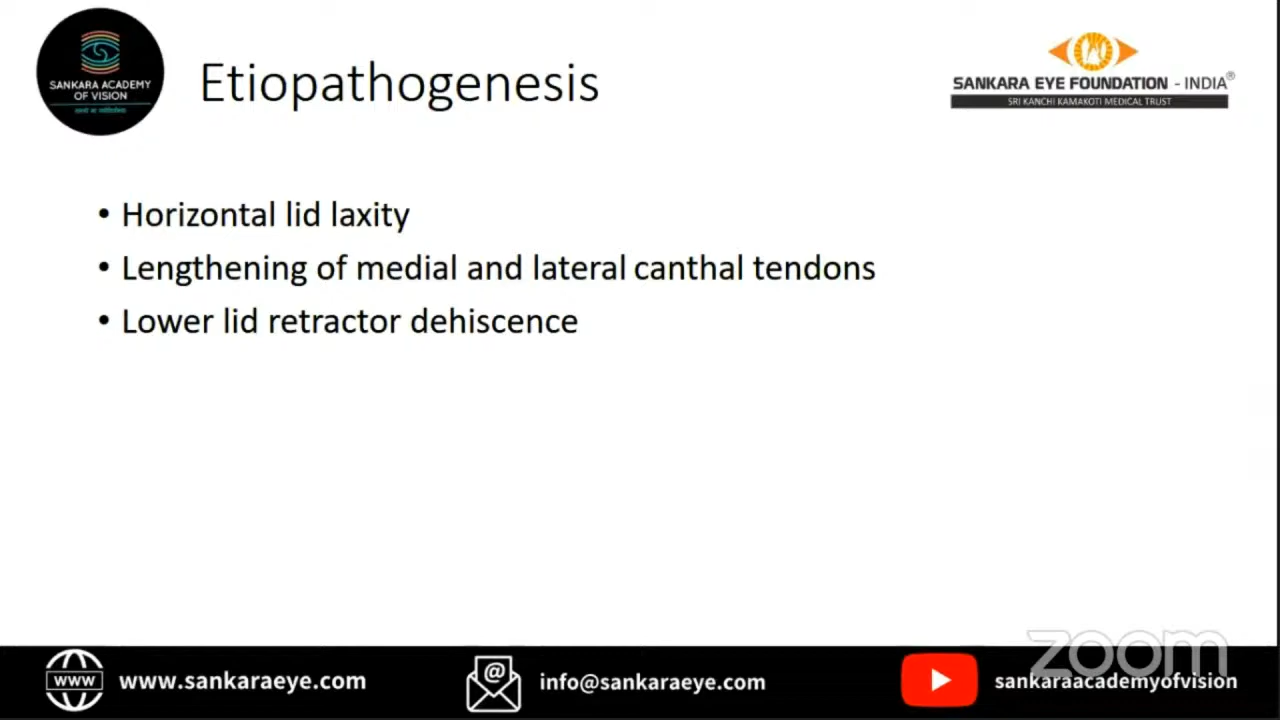 SANKARA ACADEMY
OF VISION
Etiopathogenesis
SANKARA EYE FOUNDATION - INDIA®
SRI KANCHI KAMAKOTI MEDICAL TRUST
• Horizontal lid laxity
• Lengthening of medial and lateral canthal tendons
• Lower lid retractor dehiscence
zoom
WWW www.sankaraeye.com
@ info@sankaraeye.com
sankaraacademyofvision